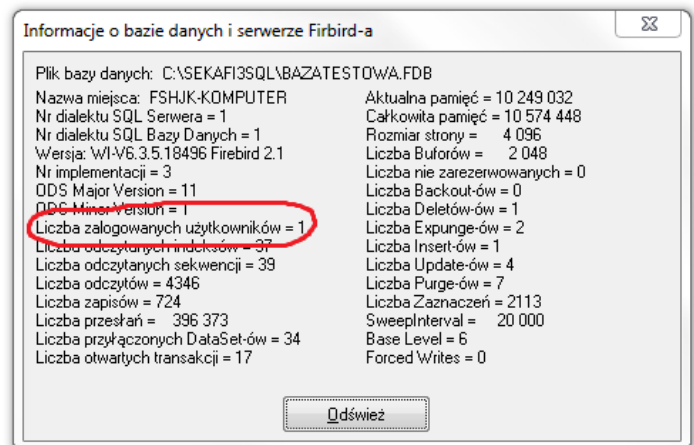 Informacje o bazie danych i serwerze Firbird-a
Plik bazy danych: C:\SEKAFI3SQL\BAZATESTOWA.FDB
Nazwa miejsca: FSHJK-KOMPUTER
Nr dialektu SQL Serwera = 1
Nr dialektu SQL Bazy Danych = 1
Wersja: WI-V6.3.5.18496 Firebird 2.1
Nr implementacji = 3
ODS Major Version = 11
ODS Minor Version = 1
Liczba zalogowanych użytkowników = 1
Liczba odczytanych indeksów = 37
Liczba odczytanych sekwencji = 39
Liczba odczytów = 4346
Liczba zapisów = 724
Liczba przesłań = 396 373
Liczba przyłączonych DataSet-ów = 34
Liczba otwartych transakcji = 17
Aktualna pamięć = 10 249 032
Całkowita pamięć = 10 574 448
Rozmiar strony = 4 096
Liczba Buforów = 2 048
Liczba nie zarezerwowanych = 0
Liczba Backout-ów = 0
Liczba Deletów-ów = 1
Liczba Expunge-ów = 2
Liczba Insert-ów = 1
Liczba Update-ów = 4
Liczba Purge-ów = 7
Liczba Zaznaczeń = 2113
SweepInterval = 20 000
Base Level = 6
Forced Writes = 0
Odśwież